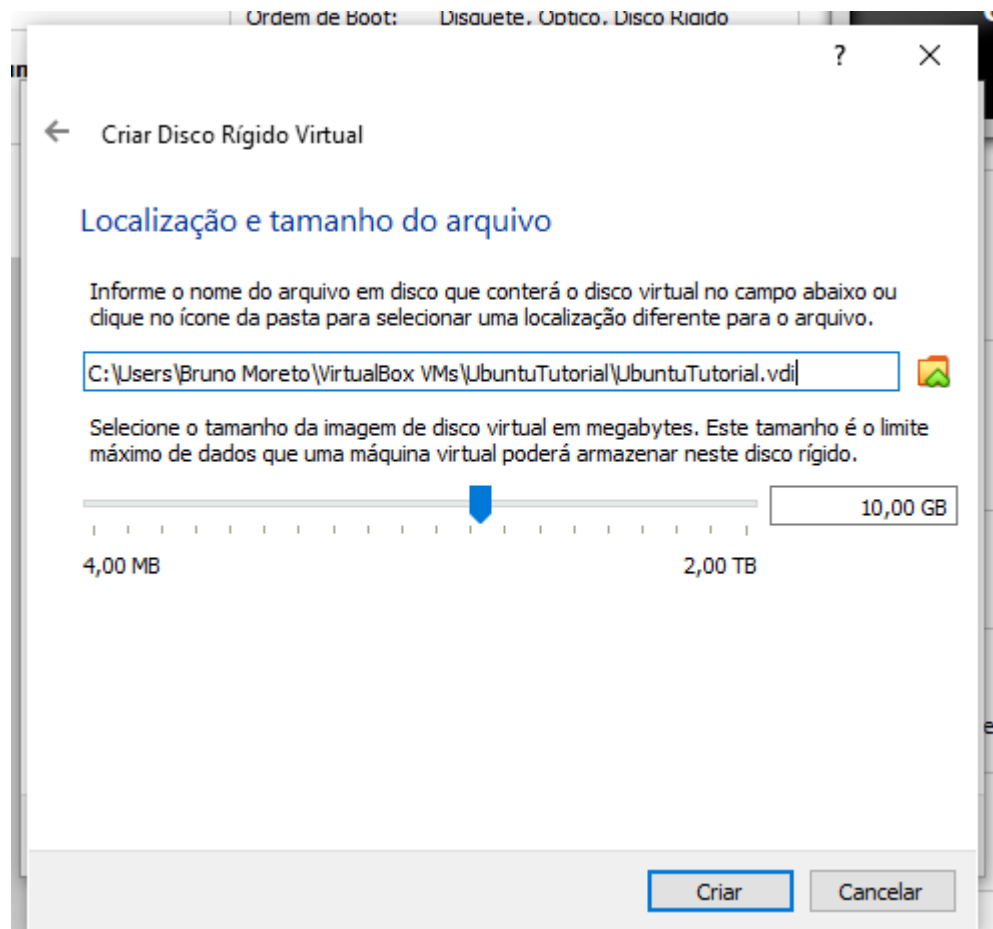 Ordem de Boot: Disquete, Óptico, Disco Rígido
?
Criar Disco Rígido Virtual
Localização e tamanho do arquivo
Informe o nome do arquivo em disco que conterá o disco virtual no campo abaixo ou
clique no ícone da pasta para selecionar uma localização diferente para o arquivo.
C:\Users\Bruno Moreto\VirtualBox VMs\UbuntuTutorial\UbuntuTutorial.vdi
Selecione o tamanho da imagem de disco virtual em megabytes. Este tamanho é o limite
máximo de dados que uma máquina virtual poderá armazenar neste disco rígido.
10,00 GB
4,00 MB 2,00 TB
Criar Cancelar